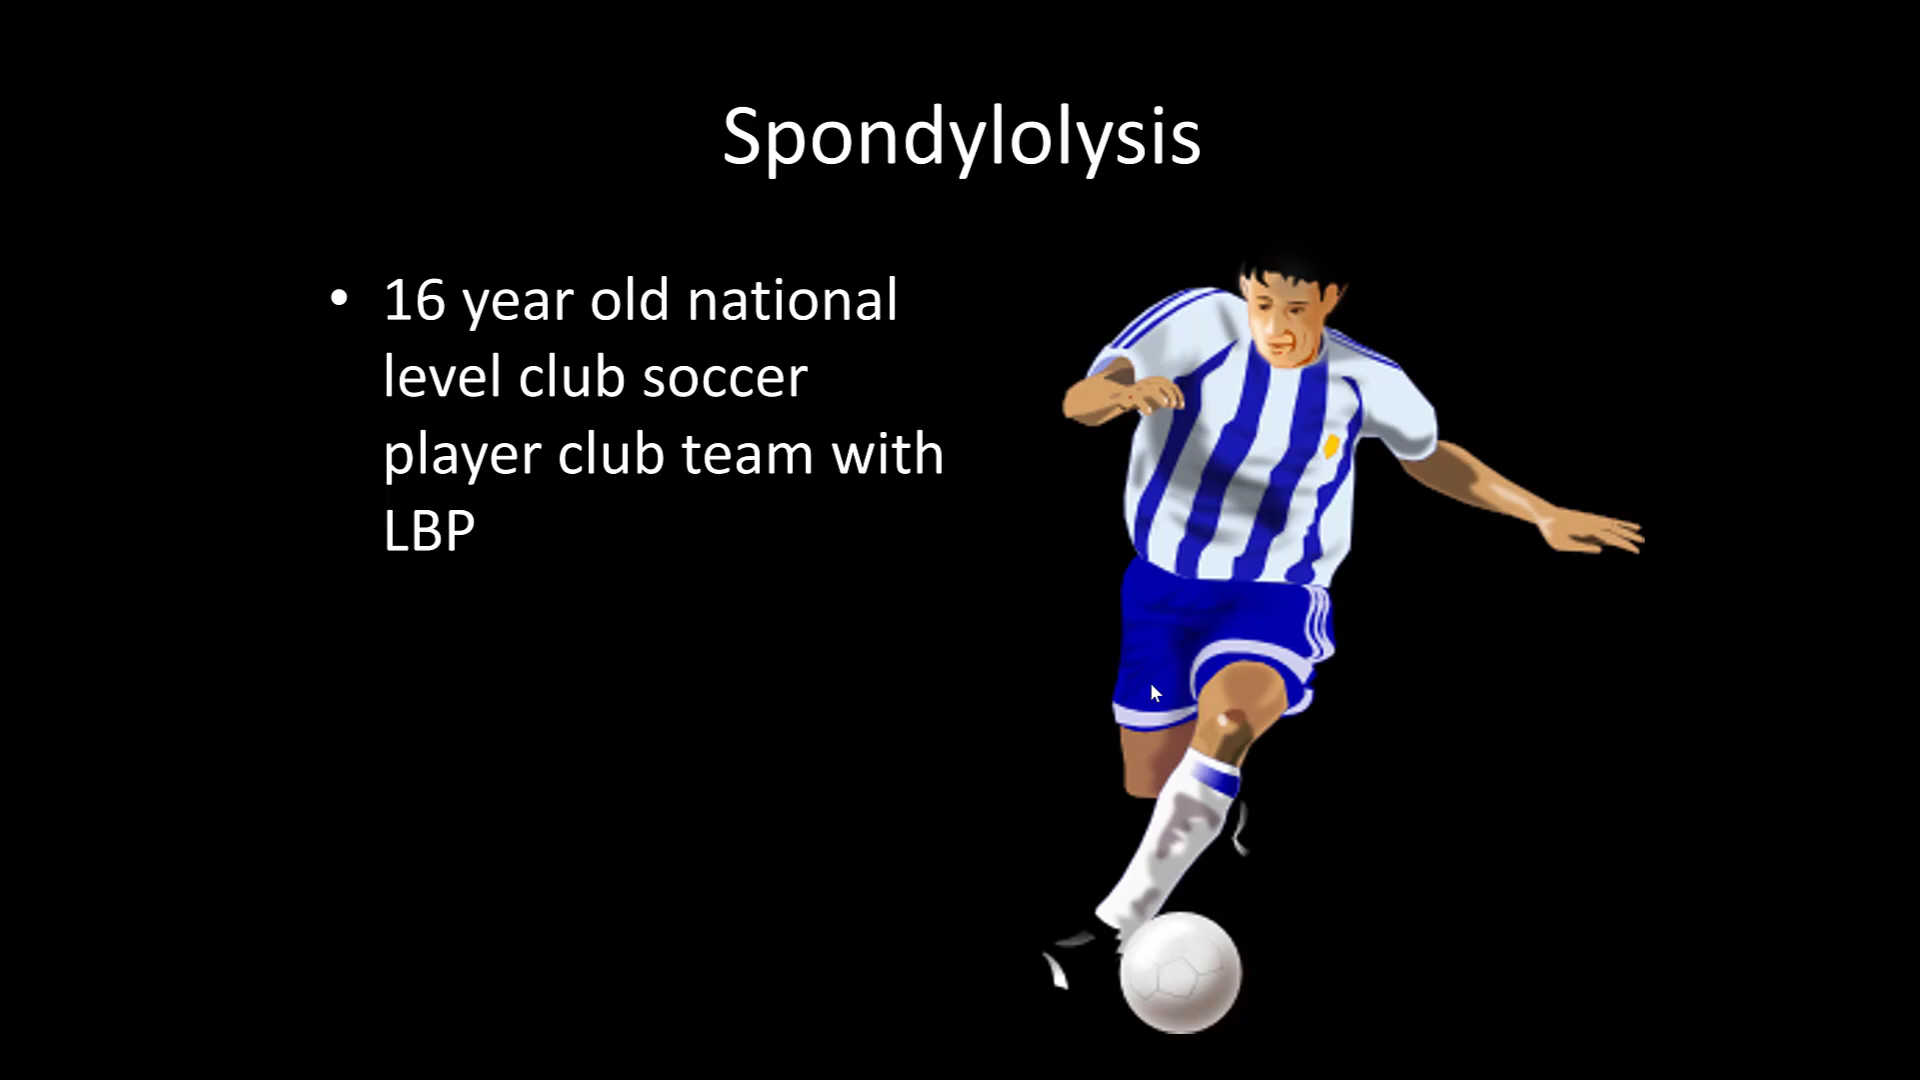 Spondylolysis
• 16 year old national
level club soccer
player club team with
LBP